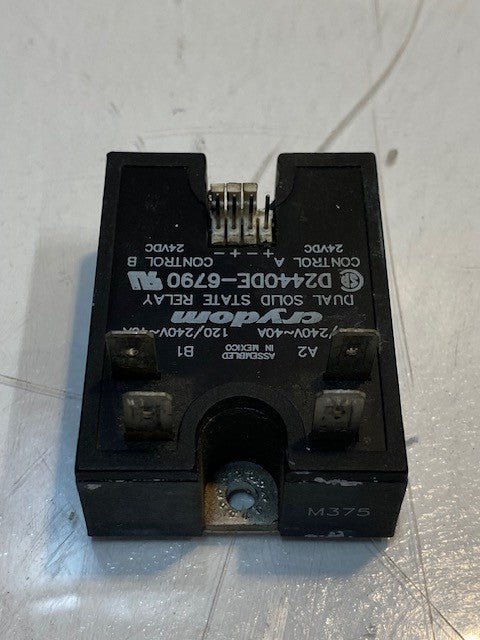 A2 ASSEMBLED IN MEXICO B1
/240V~40A 120/240V~40A
crydom
DUAL SOLID STATE RELAY
D2440DE-6790
CONTROL A CONTROL B
24VDC + - + - 24VDC
M375